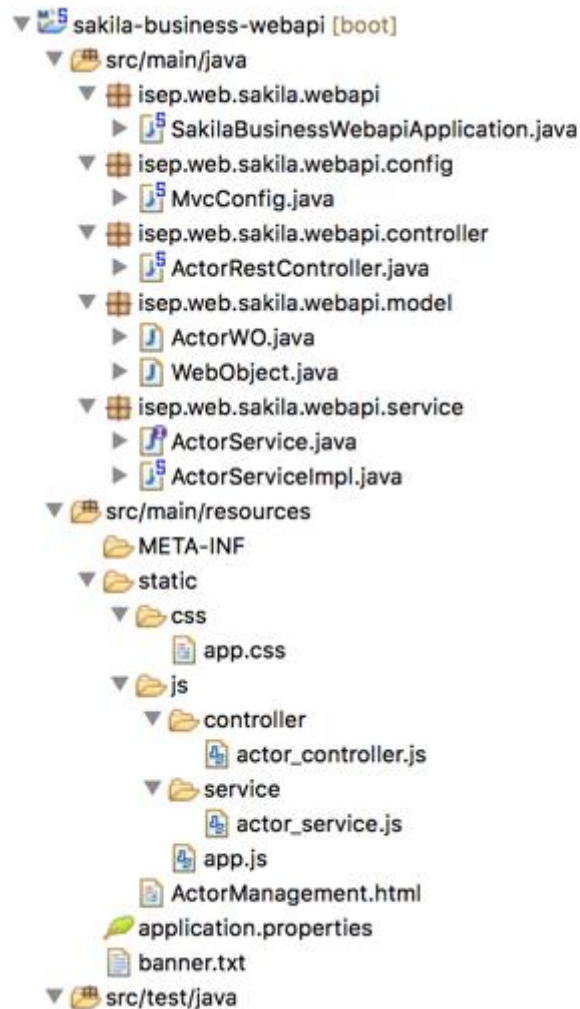 sakila-business-webapi [boot]
src/main/java
isep.web.sakila.webapi
SakilaBusinessWebapiApplication.java
isep.web.sakila.webapi.config
MvcConfig.java
isep.web.sakila.webapi.controller
ActorRestController.java
isep.web.sakila.webapi.model
ActorWO.java
WebObject.java
isep.web.sakila.webapi.service
ActorService.java
ActorServiceImpl.java
src/main/resources
META-INF
static
css
app.css
js
controller
actor_controller.js
service
actor_service.js
app.js
ActorManagement.html
application.properties
banner.txt
src/test/java